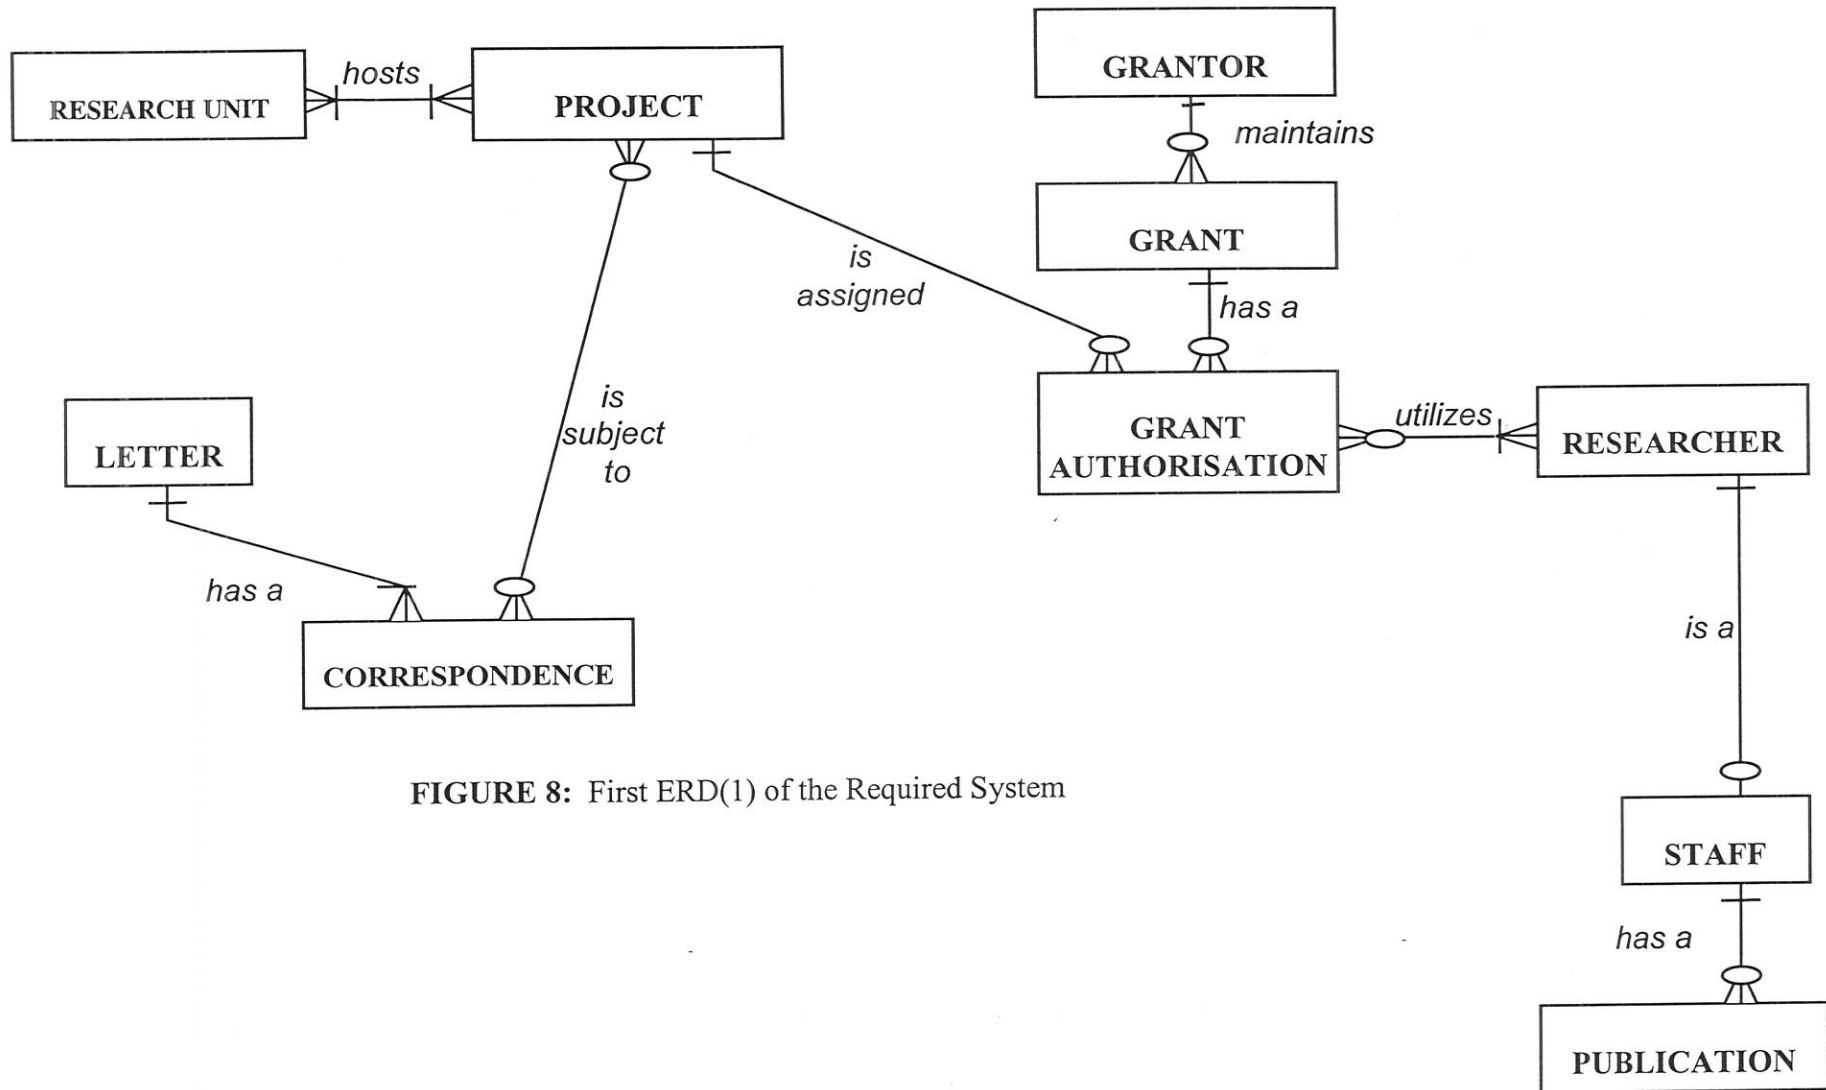 GRANTOR
hosts
RESEARCH UNIT
PROJECT
maintains
GRANT
is
assigned
has a
is
subject
to
LETTER
GRANT
AUTHORISATION
utilizes
RESEARCHER
has a
CORRESPONDENCE
is a
FIGURE 8: First ERD(1) of the Required System
STAFF
has a
PUBLICATION